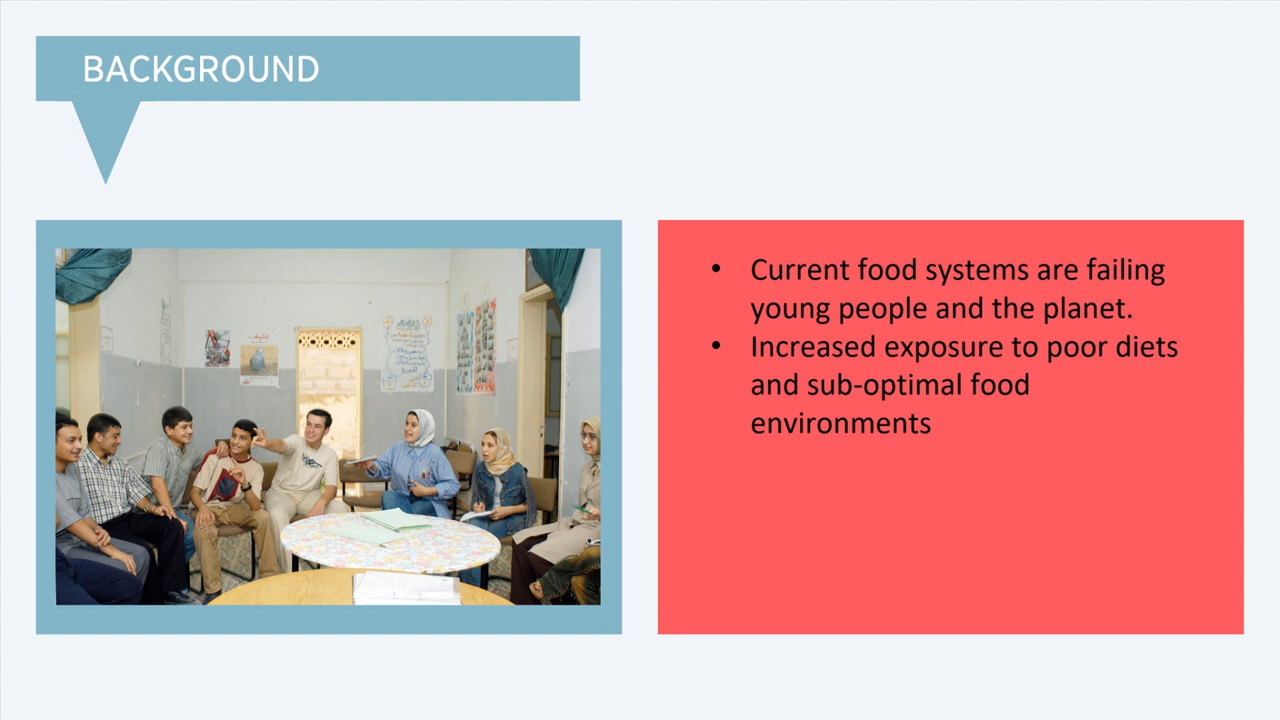 BACKGROUND
• Current food systems are failing
young people and the planet.
• Increased exposure to poor diets
and sub-optimal food
environments